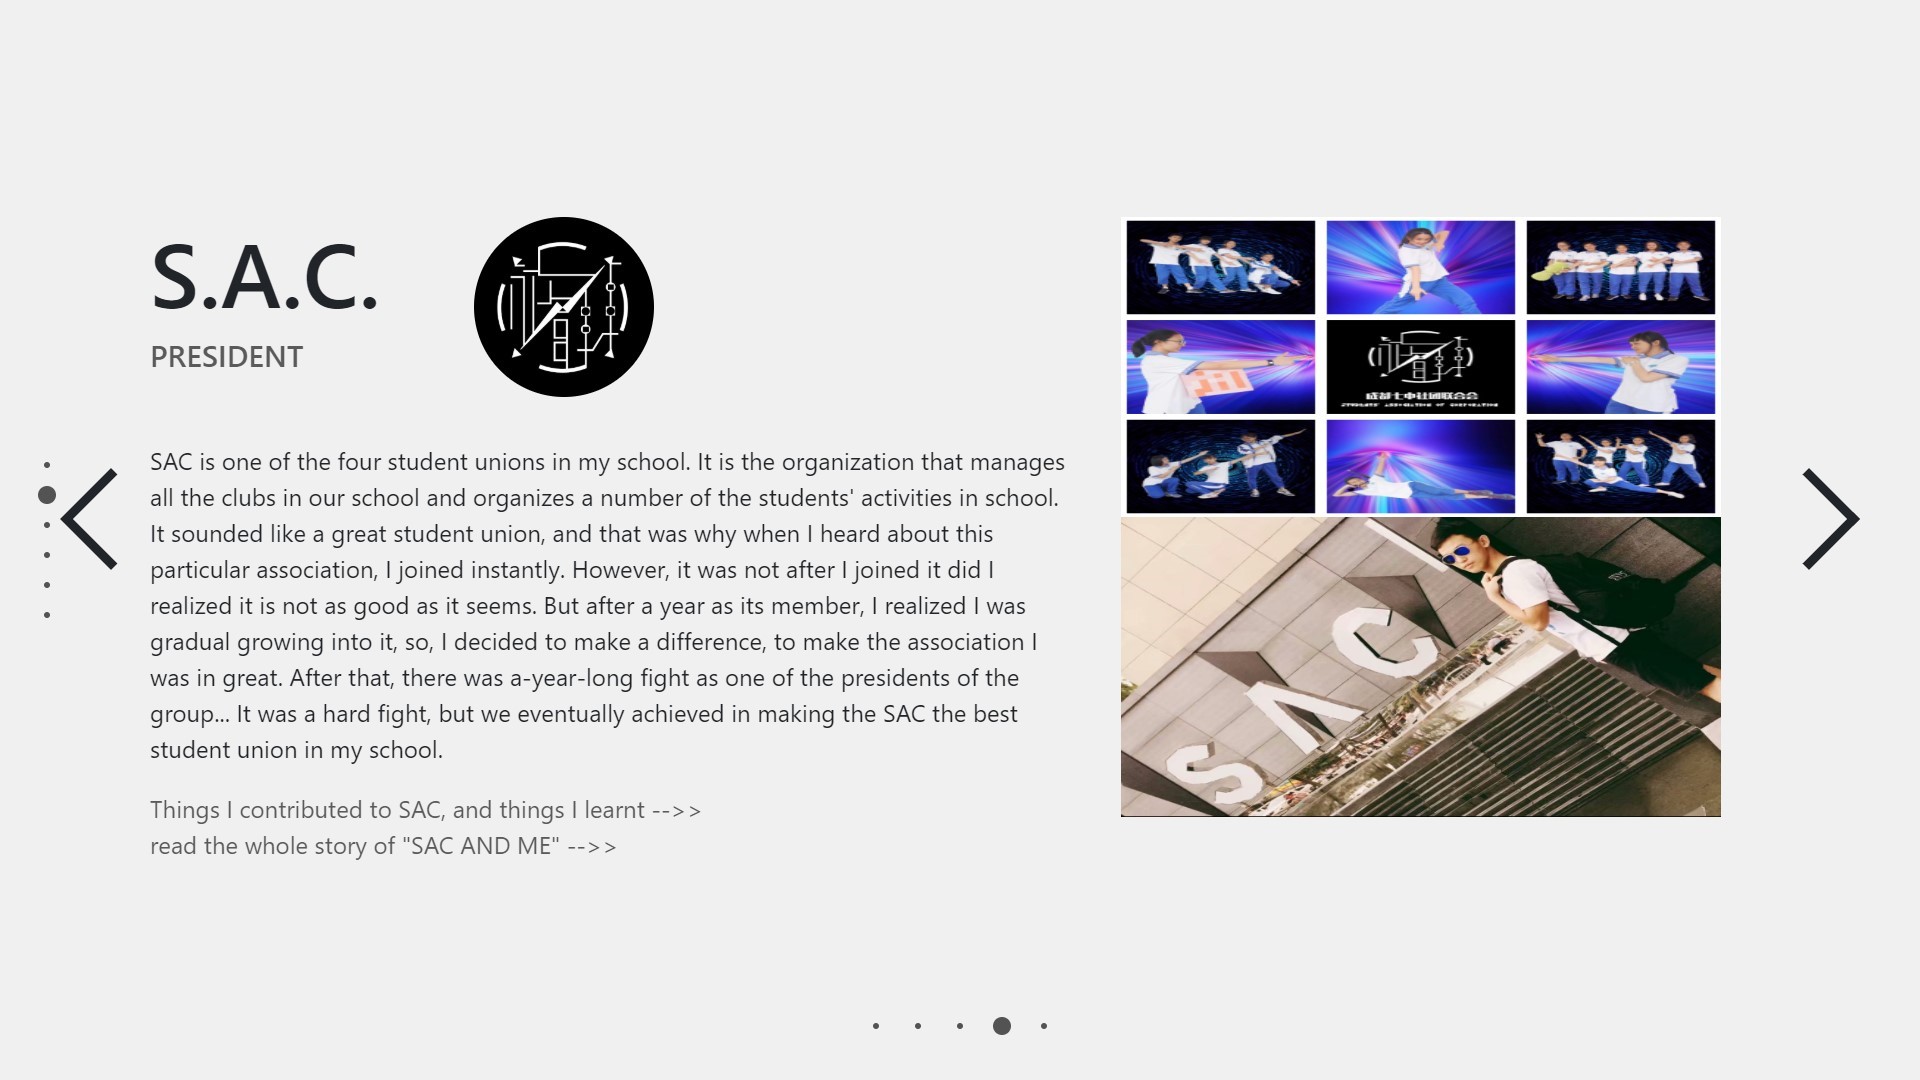 S.A.C.
PRESIDENT
SAC is one of the four student unions in my school. It is the organization that manages
all the clubs in our school and organizes a number of the students' activities in school.
It sounded like a great student union, and that was why when I heard about this
particular association, I joined instantly. However, it was not after I joined it did I
realized it is not as good as it seems. But after a year as its member, I realized I was
gradual growing into it, so, I decided to make a difference, to make the association I
was in great. After that, there was a-year-long fight as one of the presidents of the
group... It was a hard fight, but we eventually achieved in making the SAC the best
student union in my school.
Things I contributed to SAC, and things I learnt -->>
read the whole story of "SAC AND ME" -->>
成都七中社团联合会
SAC